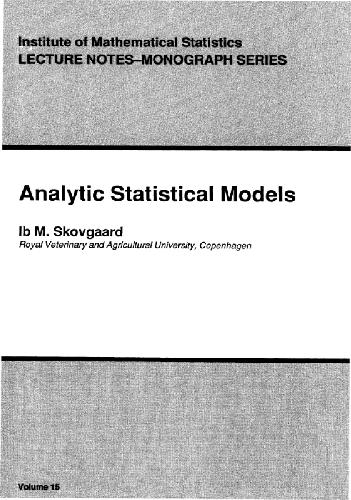 Institute of Mathematical Statistics
LECTURE NOTES–MONOGRAPH SERIES
Analytic Statistical Models
Ib M. Skovgaard
Royal Veterinary and Agricultural University, Copenhagen
Volume 15